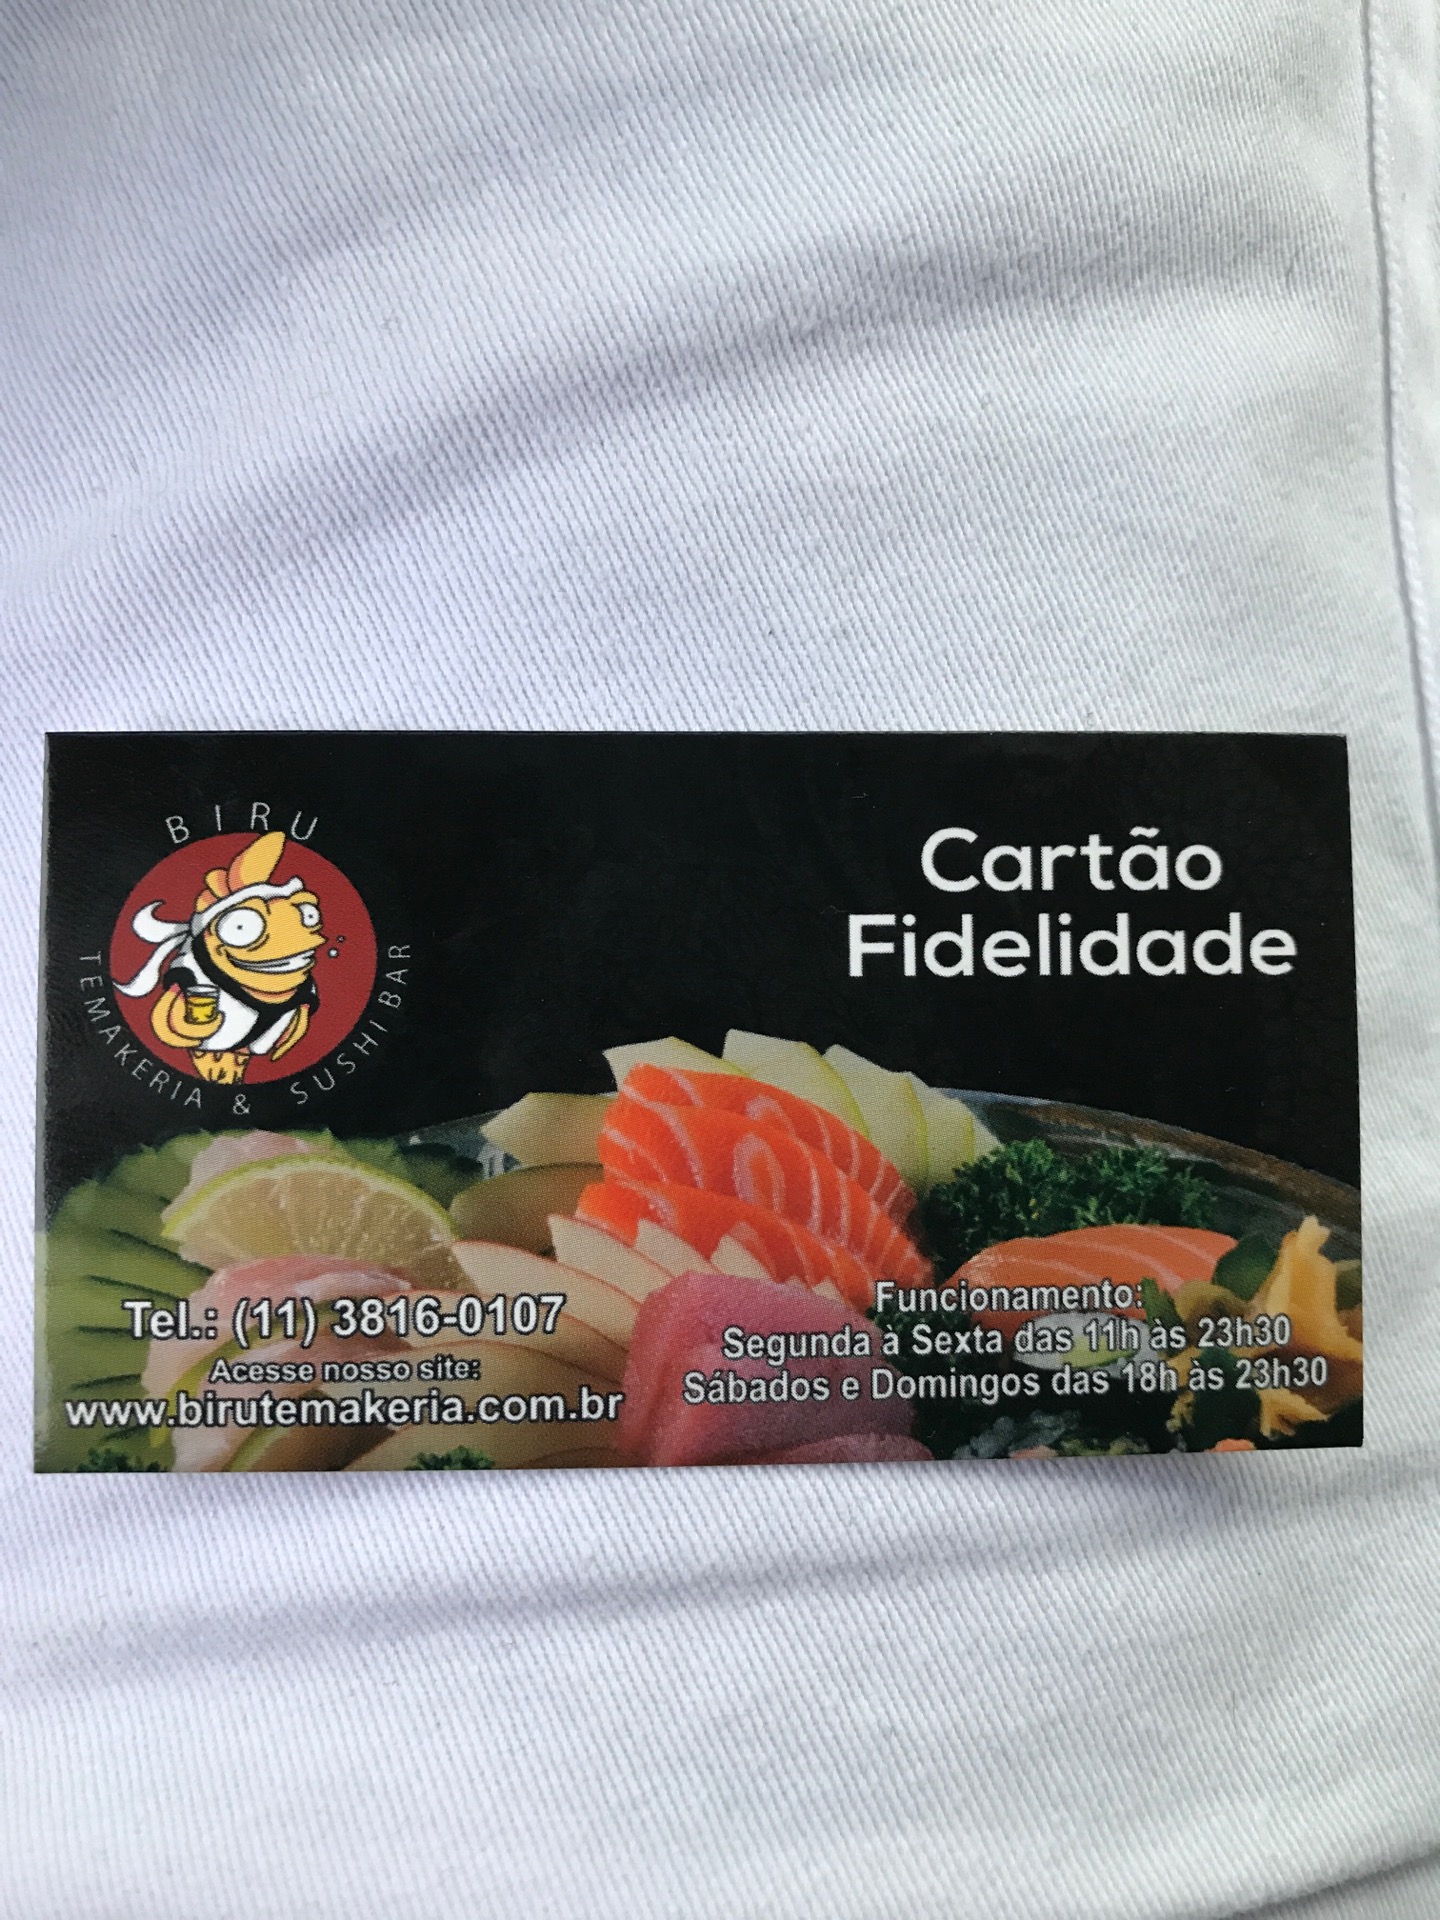 BIRU
TEMAKERIA & SUSHI BAR
Cartão
Fidelidade
Tel.: (11) 3816-0107
Acesse nosso site:
www.birutemakeria.com.br
Funcionamento:
Segunda à Sexta das 11h às 23h30
Sábados e Domingos das 18h às 23h30